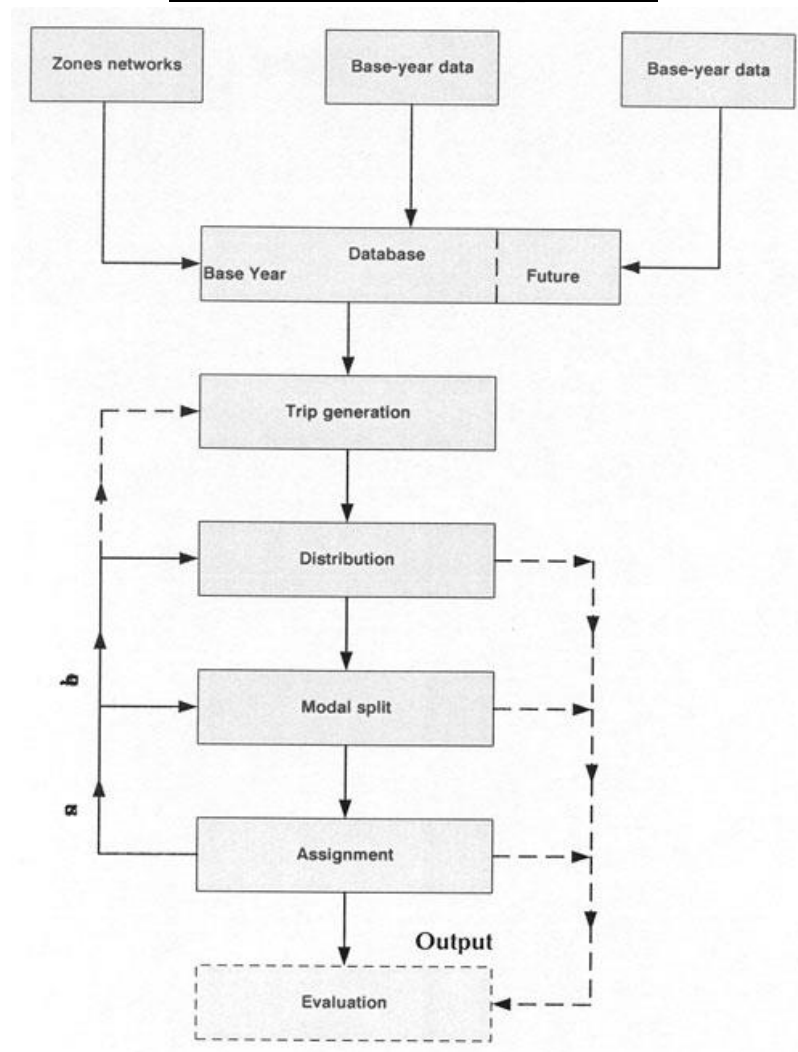 Zones networks
Base-year data
Base-year data
Database
Base Year
Future
Trip generation
Distribution
b
Modal split
a
Assignment
Output
Evaluation